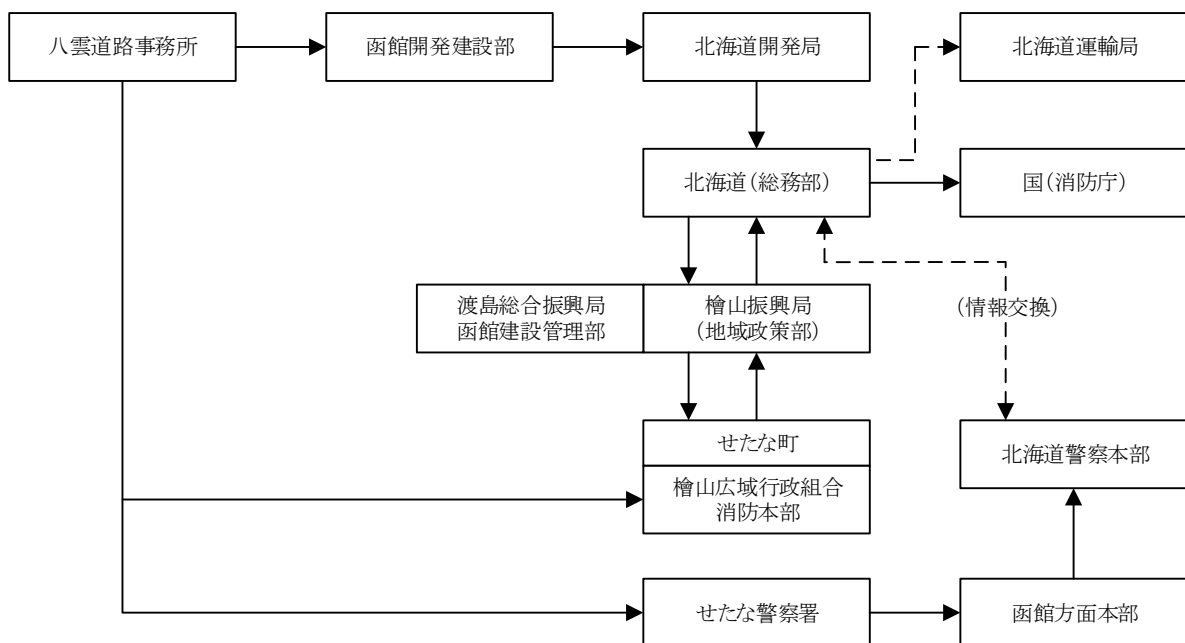 八雲道路事務所
函館開発建設部
北海道開発局
北海道運輸局
北海道（総務部）
国（消防庁）
渡島総合振興局
函館建設管理部
檜山振興局
（地域政策部）
（情報交換）
せたな町
檜山広域行政組合
消防本部
北海道警察本部
せたな警察署
函館方面本部